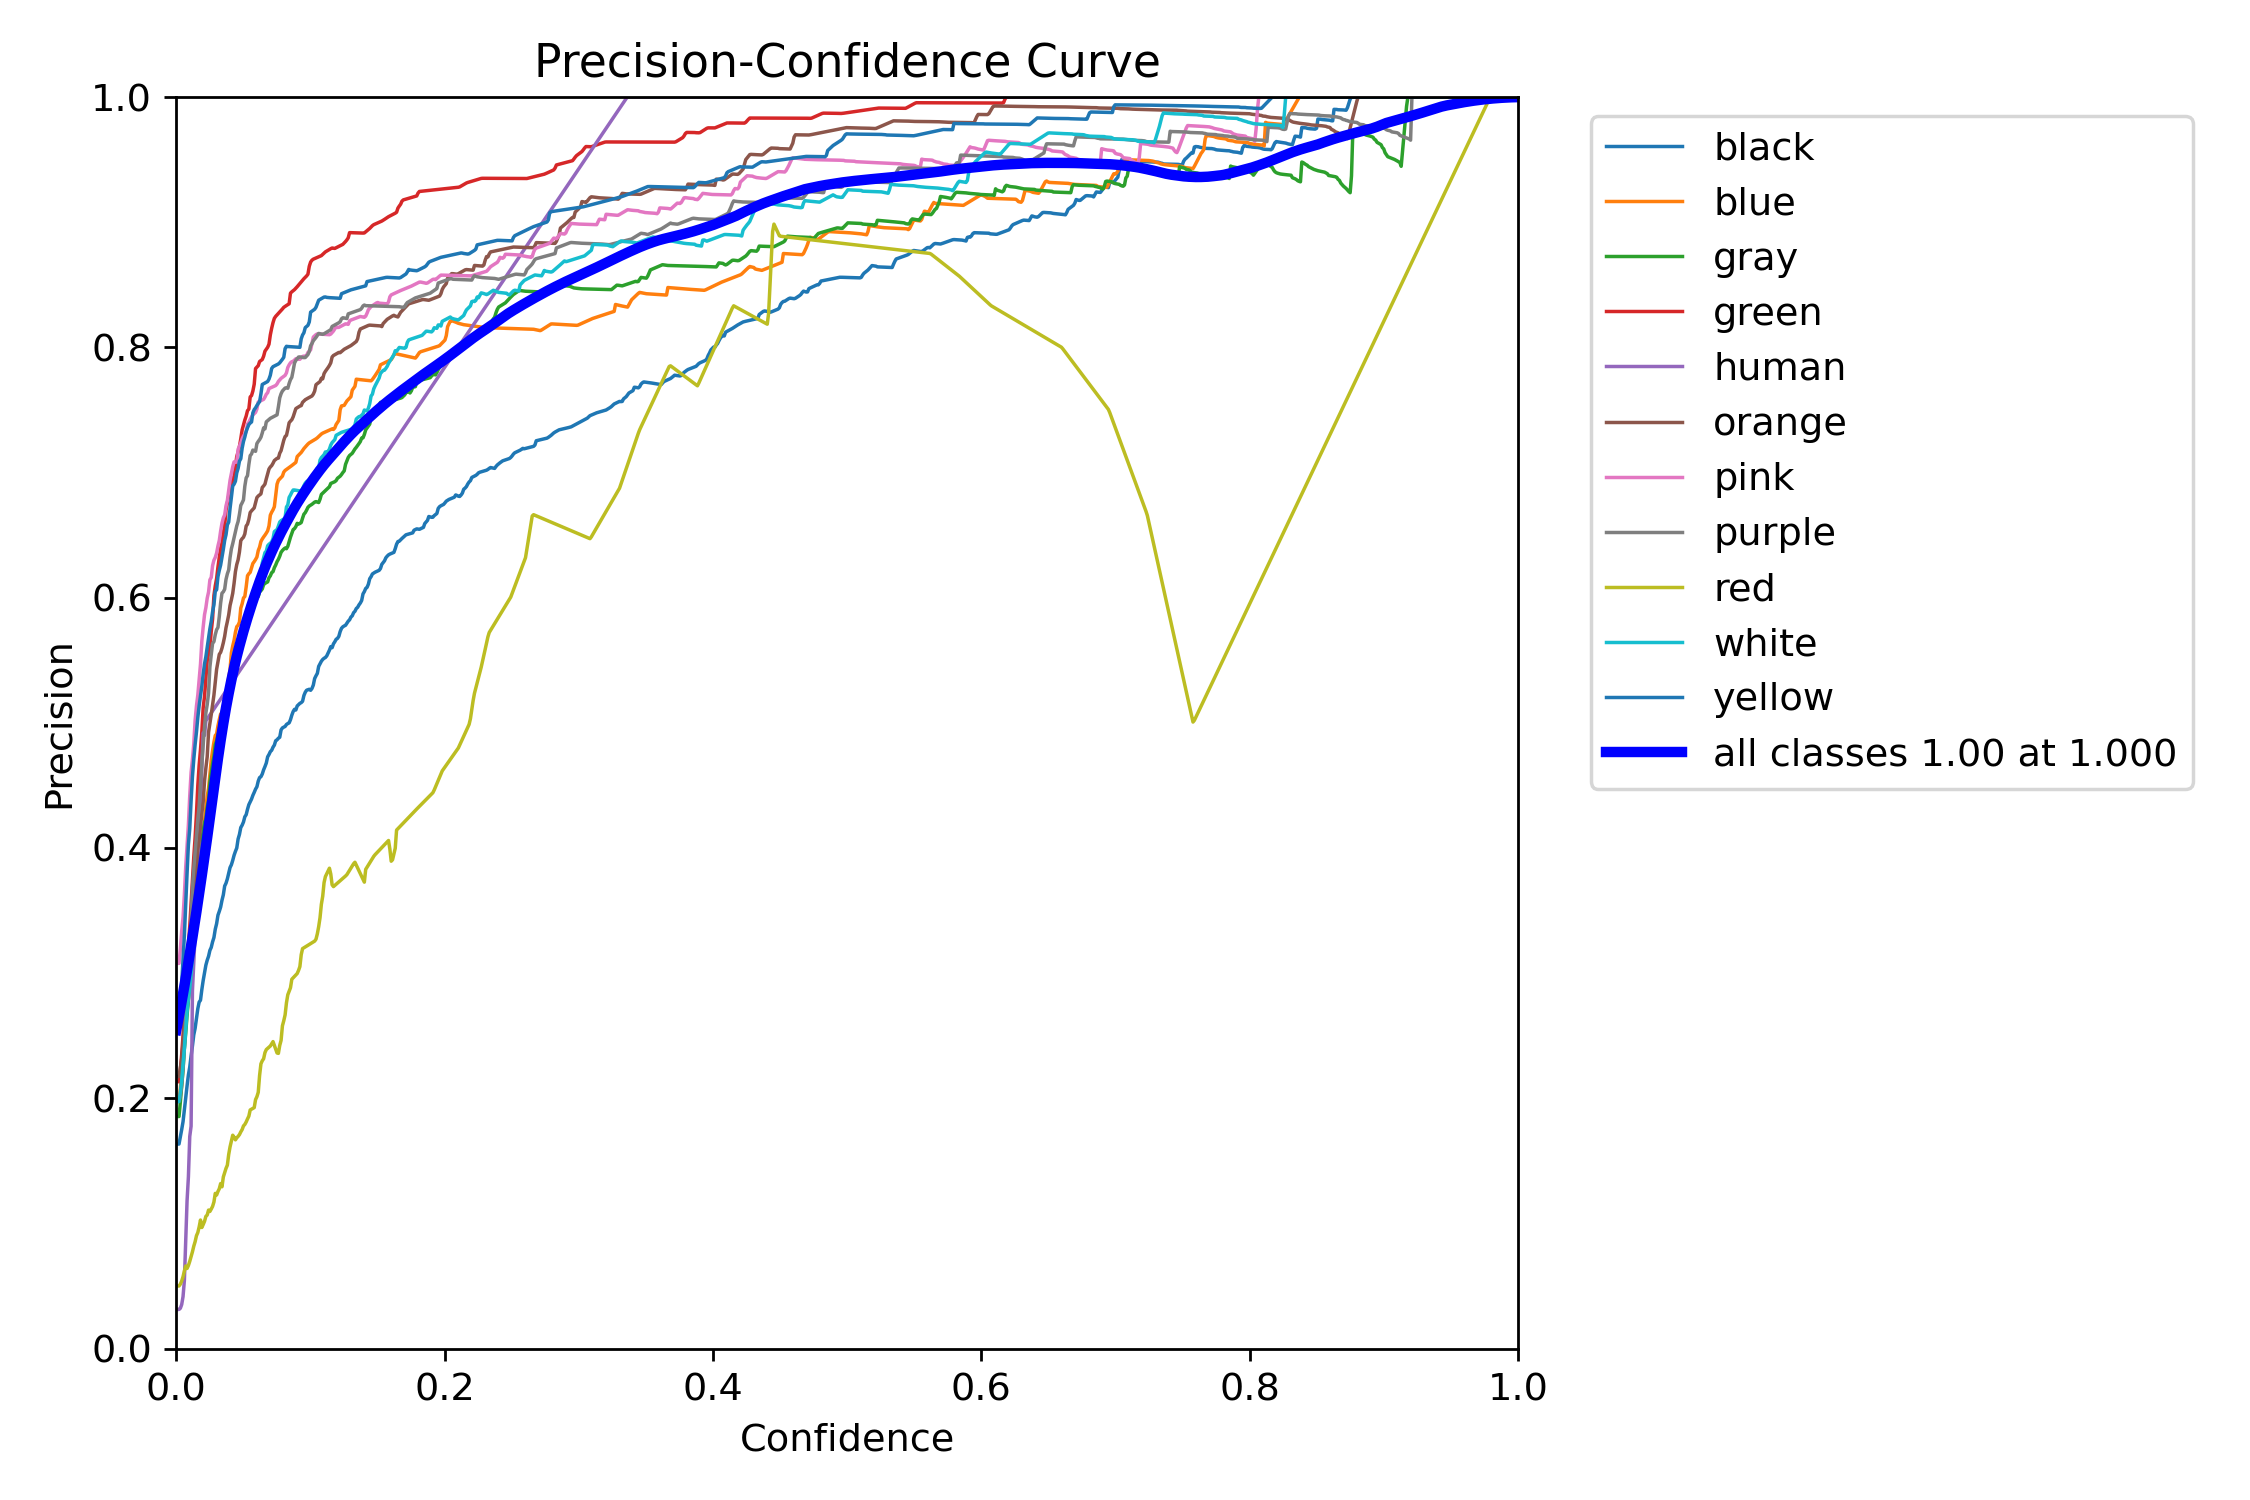 Precision-Confidence Curve
1.0
0.8
0.6
0.4
0.2
0.0
Precision
0.0 0.2 0.4 0.6 0.8 1.0
Confidence
black
blue
gray
green
human
orange
pink
purple
red
white
yellow
all classes 1.00 at 1.000